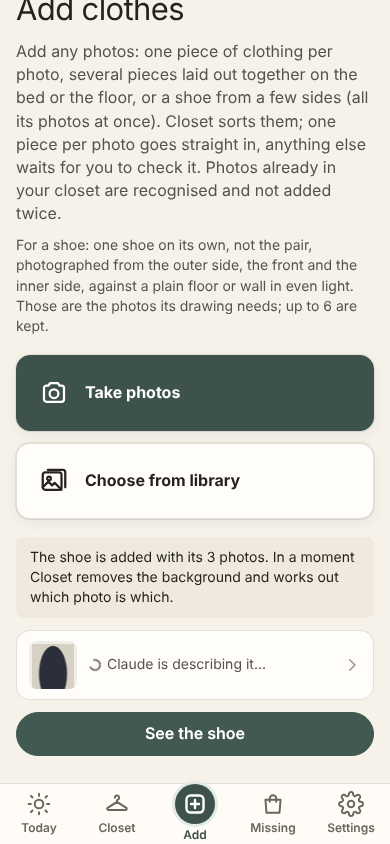 Add clothes
Add any photos: one piece of clothing per
photo, several pieces laid out together on the
bed or the floor, or a shoe from a few sides (all
its photos at once). Closet sorts them; one
piece per photo goes straight in, anything else
waits for you to check it. Photos already in
your closet are recognised and not added
twice.
For a shoe: one shoe on its own, not the pair,
photographed from the outer side, the front and the
inner side, against a plain floor or wall in even light.
Those are the photos its drawing needs; up to 6 are
kept.
Take photos
Choose from library
The shoe is added with its 3 photos. In a moment
Closet removes the background and works out
which photo is which.
Claude is describing it...
See the shoe
Today
Closet
Add
Missing
Settings